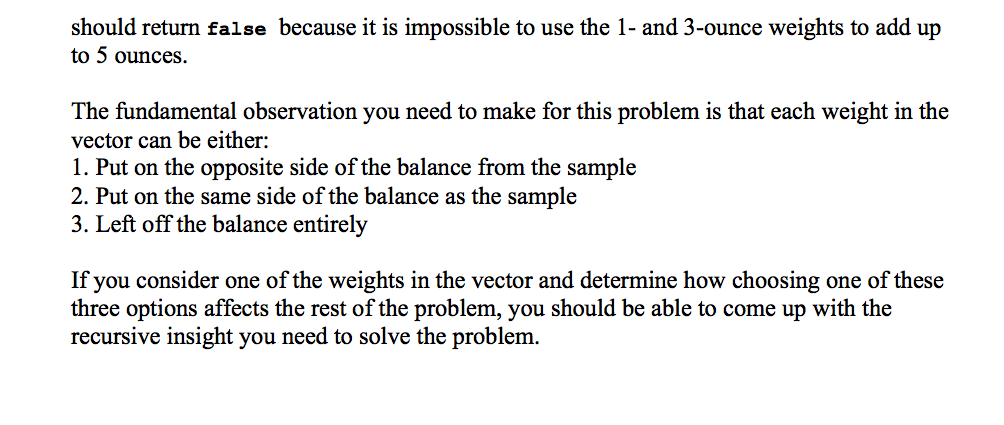 should return false because it is impossible to use the 1- and 3-ounce weights to add up
to 5 ounces.
The fundamental observation you need to make for this problem is that each weight in the
vector can be either:
1. Put on the opposite side of the balance from the sample
2. Put on the same side of the balance as the sample
3. Left off the balance entirely
If you consider one of the weights in the vector and determine how choosing one of these
three options affects the rest of the problem, you should be able to come up with the
recursive insight you need to solve the problem.